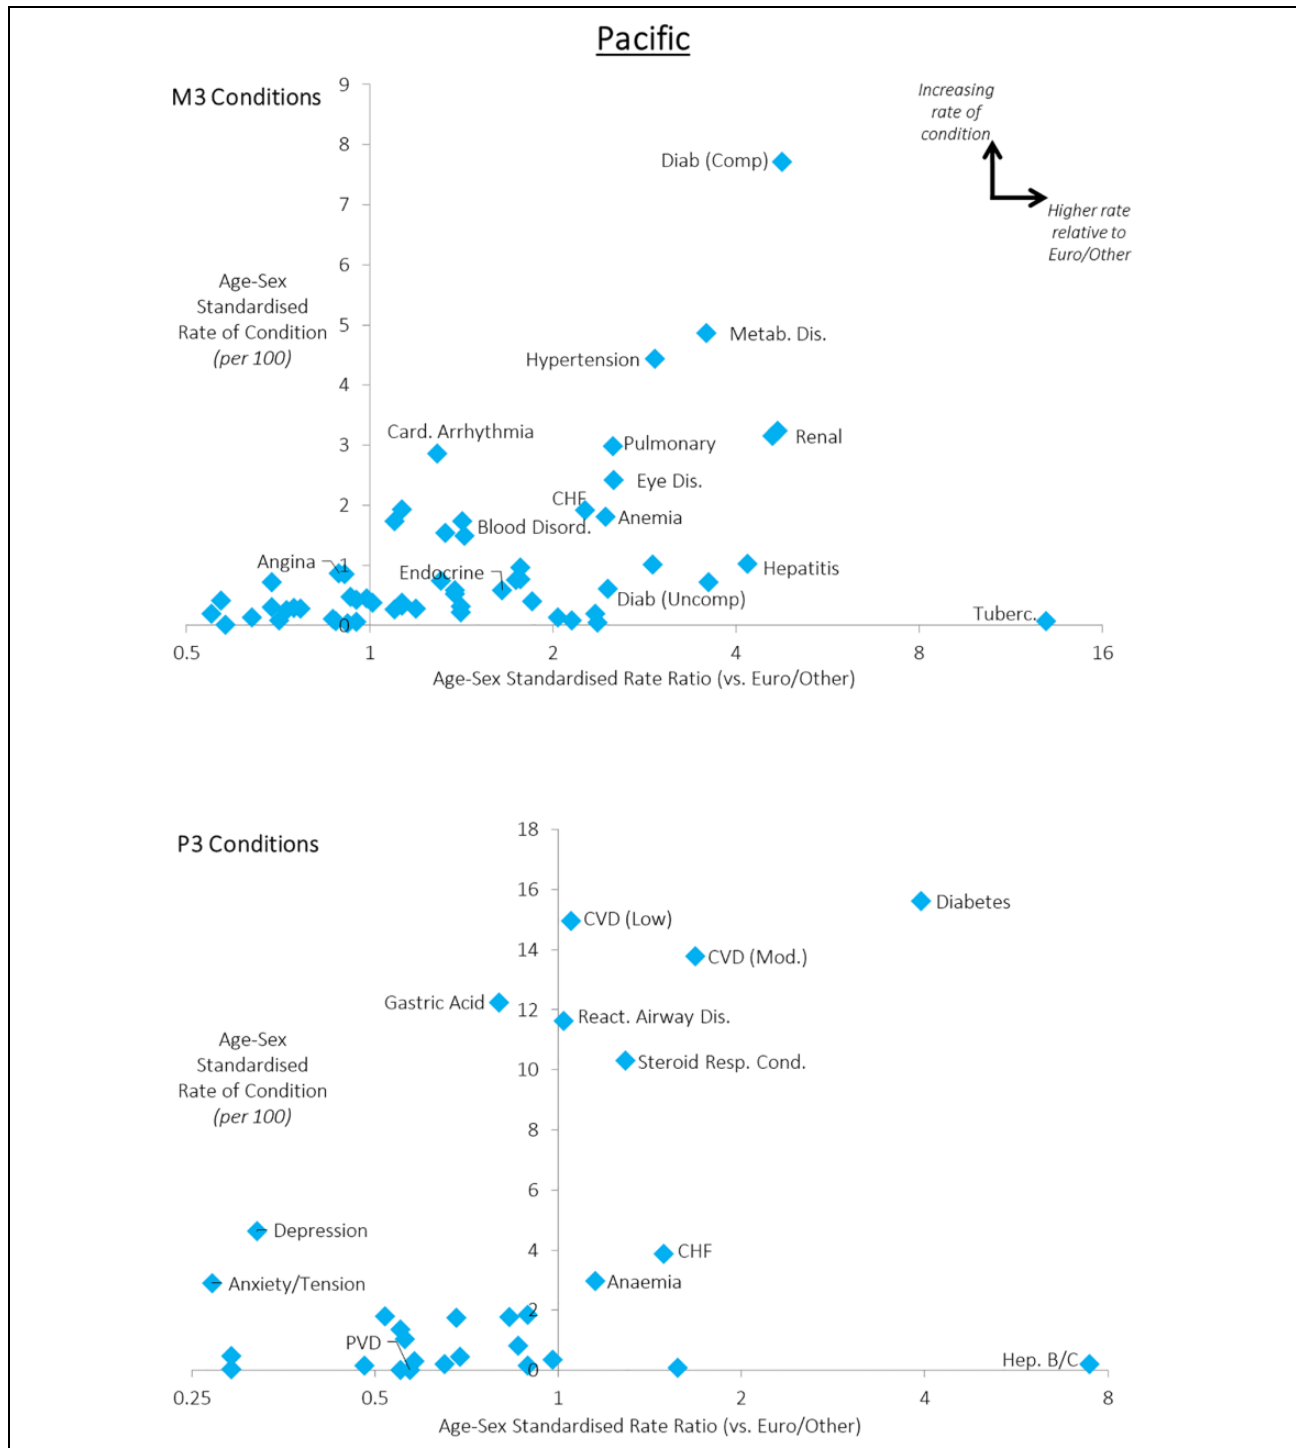 Pacific
M3 Conditions
9
8
7
6
5
4
3
2
1
0
Increasing
rate of
condition
Higher rate
relative to
Euro/Other
Age-Sex
Standardised
Rate of Condition
(per 100)
Diab (Comp)
Metab. Dis.
Hypertension
Card. Arrhythmia
Pulmonary
Renal
Eye Dis.
CHF
Anemia
Blood Disord.
Angina
Endocrine
Hepatitis
Diab (Uncomp)
Tuberc.
0.5 1 2 4 8 16
Age-Sex Standardised Rate Ratio (vs. Euro/Other)
P3 Conditions
18
16
14
12
10
8
6
4
2
0
Age-Sex
Standardised
Rate of Condition
(per 100)
Diabetes
CVD (Low)
CVD (Mod.)
Gastric Acid
React. Airway Dis.
Steroid Resp. Cond.
Depression
CHF
Anxiety/Tension
Anaemia
PVD
Hep. B/C
0.25 0.5 1 2 4 8
Age-Sex Standardised Rate Ratio (vs. Euro/Other)